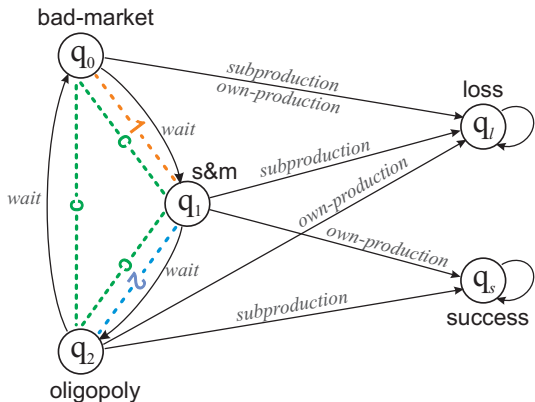 bad-market
q0
subproduction
own-production
loss
ql
1
wait
c
s&m
subproduction
q1
own-production
wait
c
own-production
c
2
wait
qs
subproduction
success
q2
oligopoly